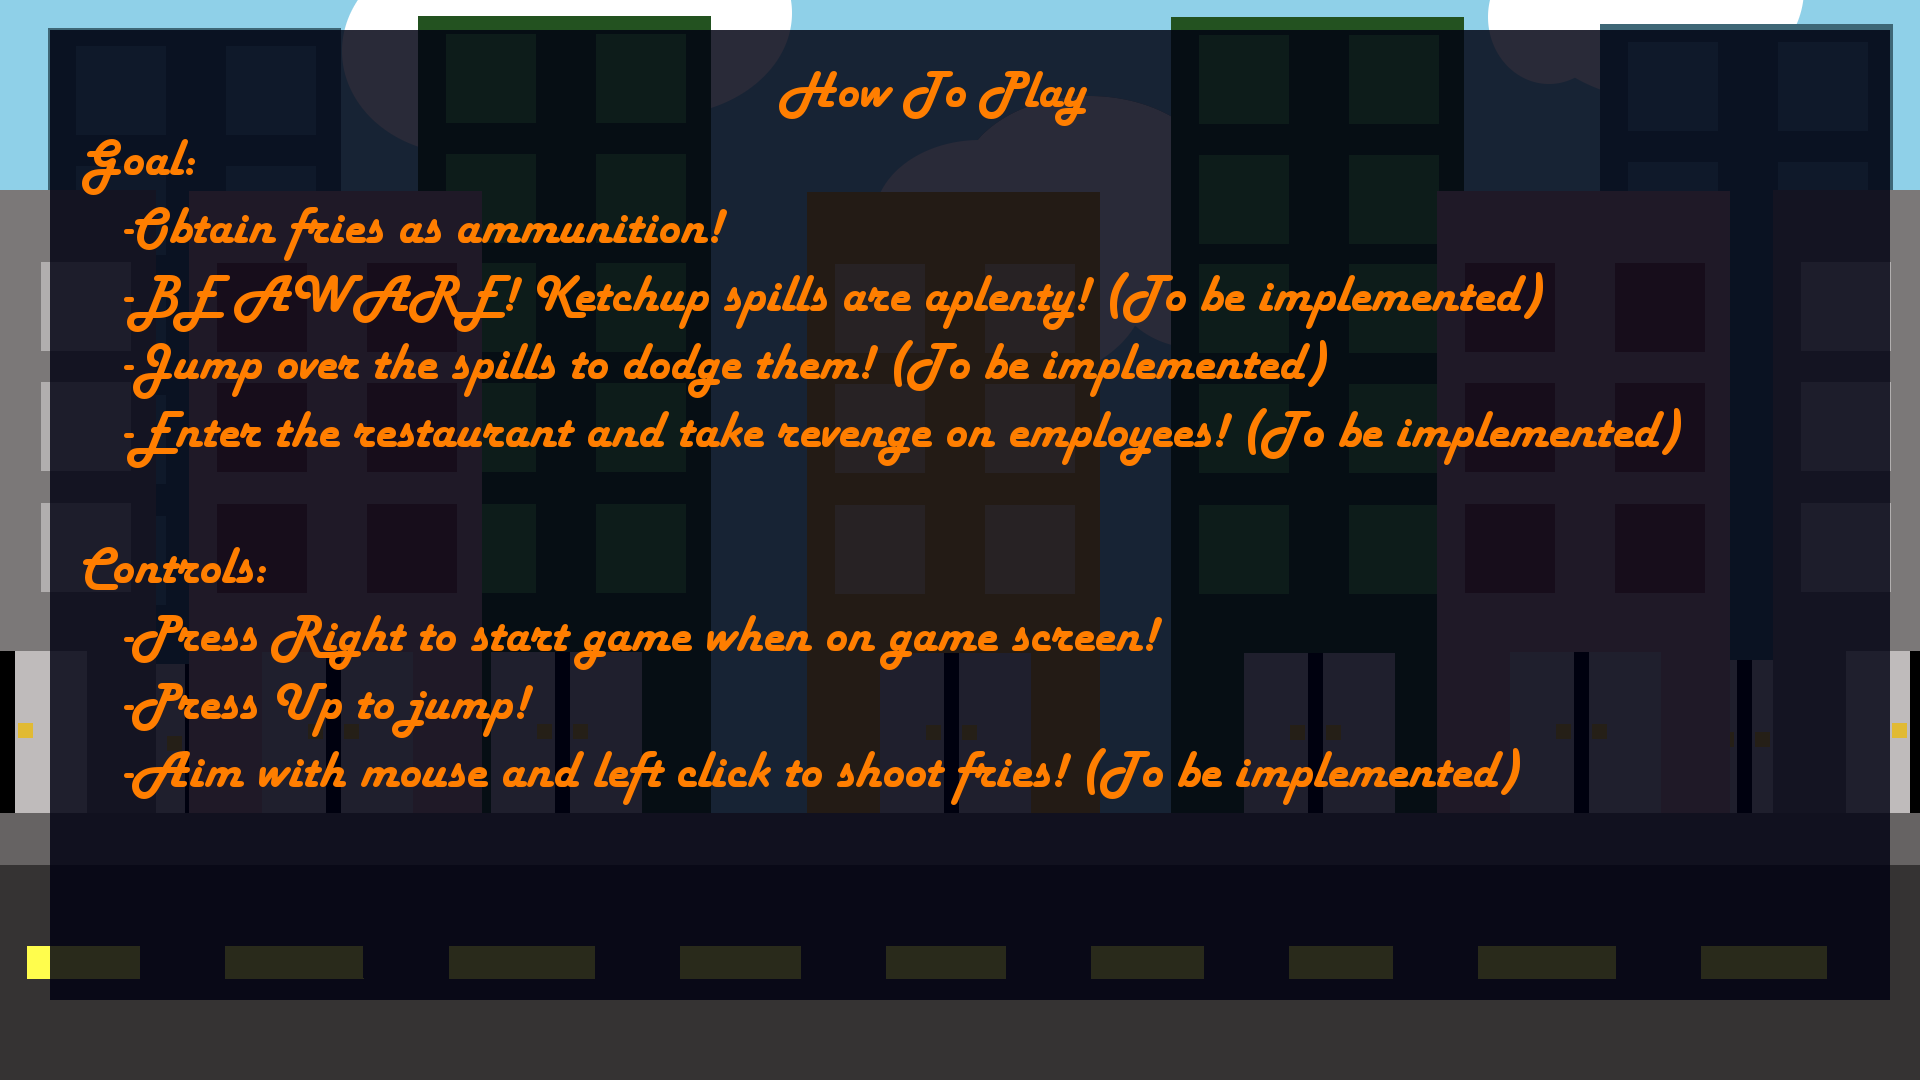 How To Play
Goal:
-Obtain fries as ammunition!
-BE AWARE! Ketchup spills are aplenty! (To be implemented)
-Jump over the spills to dodge them! (To be implemented)
-Enter the restaurant and take revenge on employees! (To be implemented)
Controls:
-Press Right to start game when on game screen!
-Press Up to jump!
-Aim with mouse and left click to shoot fries! (To be implemented)